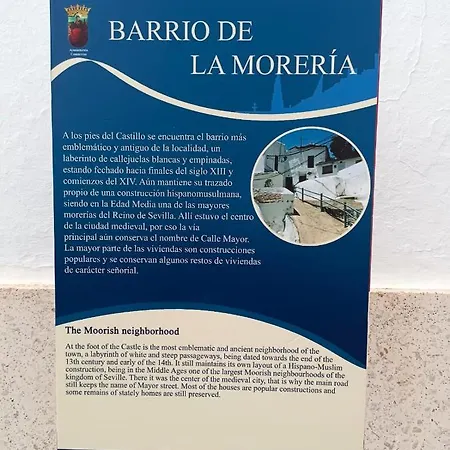 BARRIO DE
LA MORERÍA
A los pies del Castillo se encuentra el barrio más
emblemático y antiguo de la localidad, un
laberinto de callejuelas blancas y empinadas,
estando fechado hacia finales del siglo XIII y
comienzos del XIV. Aún mantiene su trazado
propio de una construcción hispanomusulmana,
siendo en la Edad Media una de las mayores
morerías del Reino de Sevilla. Allí estuvo el centro
de la ciudad medieval, por eso la vía
principal aún conserva el nombre de Calle Mayor.
La mayor parte de las viviendas son construcciones
populares y se conservan algunos restos de viviendas
de carácter señorial.
The Moorish neighborhood
At the foot of the Castle is the most emblematic and ancient neighborhood of the
town, a labyrinth of white and steep passageways, being dated towards the end of the
13th century and early of the 14th. It still maintains its own layout of a Hispano-Muslim
construction, being in the Middle Ages one of the largest Moorish neighbourhoods of the
kingdom of Seville. There it was the center of the medieval city, that is why the main road
still keeps the name of Mayor street. Most of the houses are popular constructions and
some remains of stately homes are still preserved.